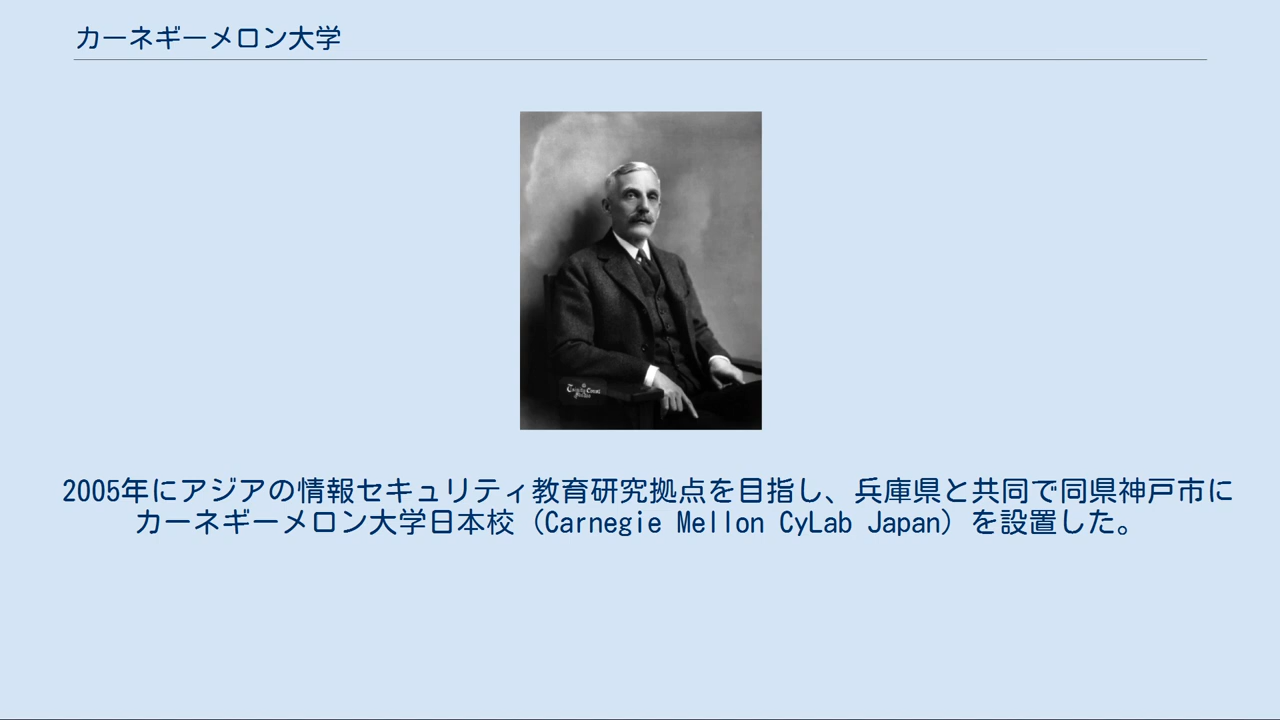 カーネギーメロン大学
2005年にアジアの情報セキュリティ教育研究拠点を目指し、兵庫県と共同で同県神戸市に
カーネギーメロン大学日本校（Carnegie Mellon CyLab Japan）を設置した。